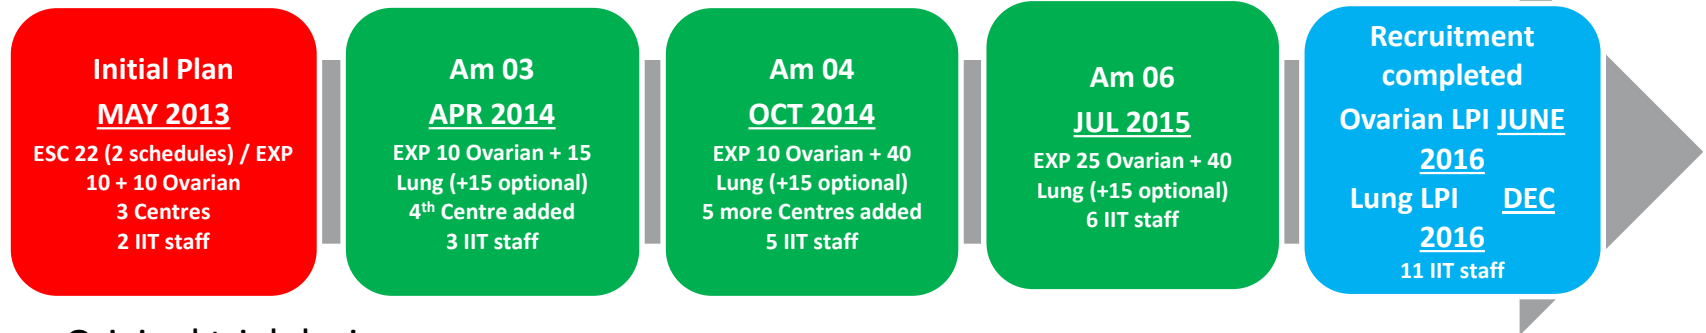 Initial Plan
MAY 2013
ESC 22 (2 schedules) / EXP
10 + 10 Ovarian
3 Centres
2 IIT staff
Am 03
APR 2014
EXP 10 Ovarian + 15
Lung (+15 optional)
4th Centre added
3 IIT staff
Am 04
OCT 2014
EXP 10 Ovarian + 40
Lung (+15 optional)
5 more Centres added
5 IIT staff
Am 06
JUL 2015
EXP 25 Ovarian + 40
Lung (+15 optional)
6 IIT staff
Recruitment
completed
Ovarian LPI JUNE
2016
Lung LPI DEC
2016
11 IIT staff